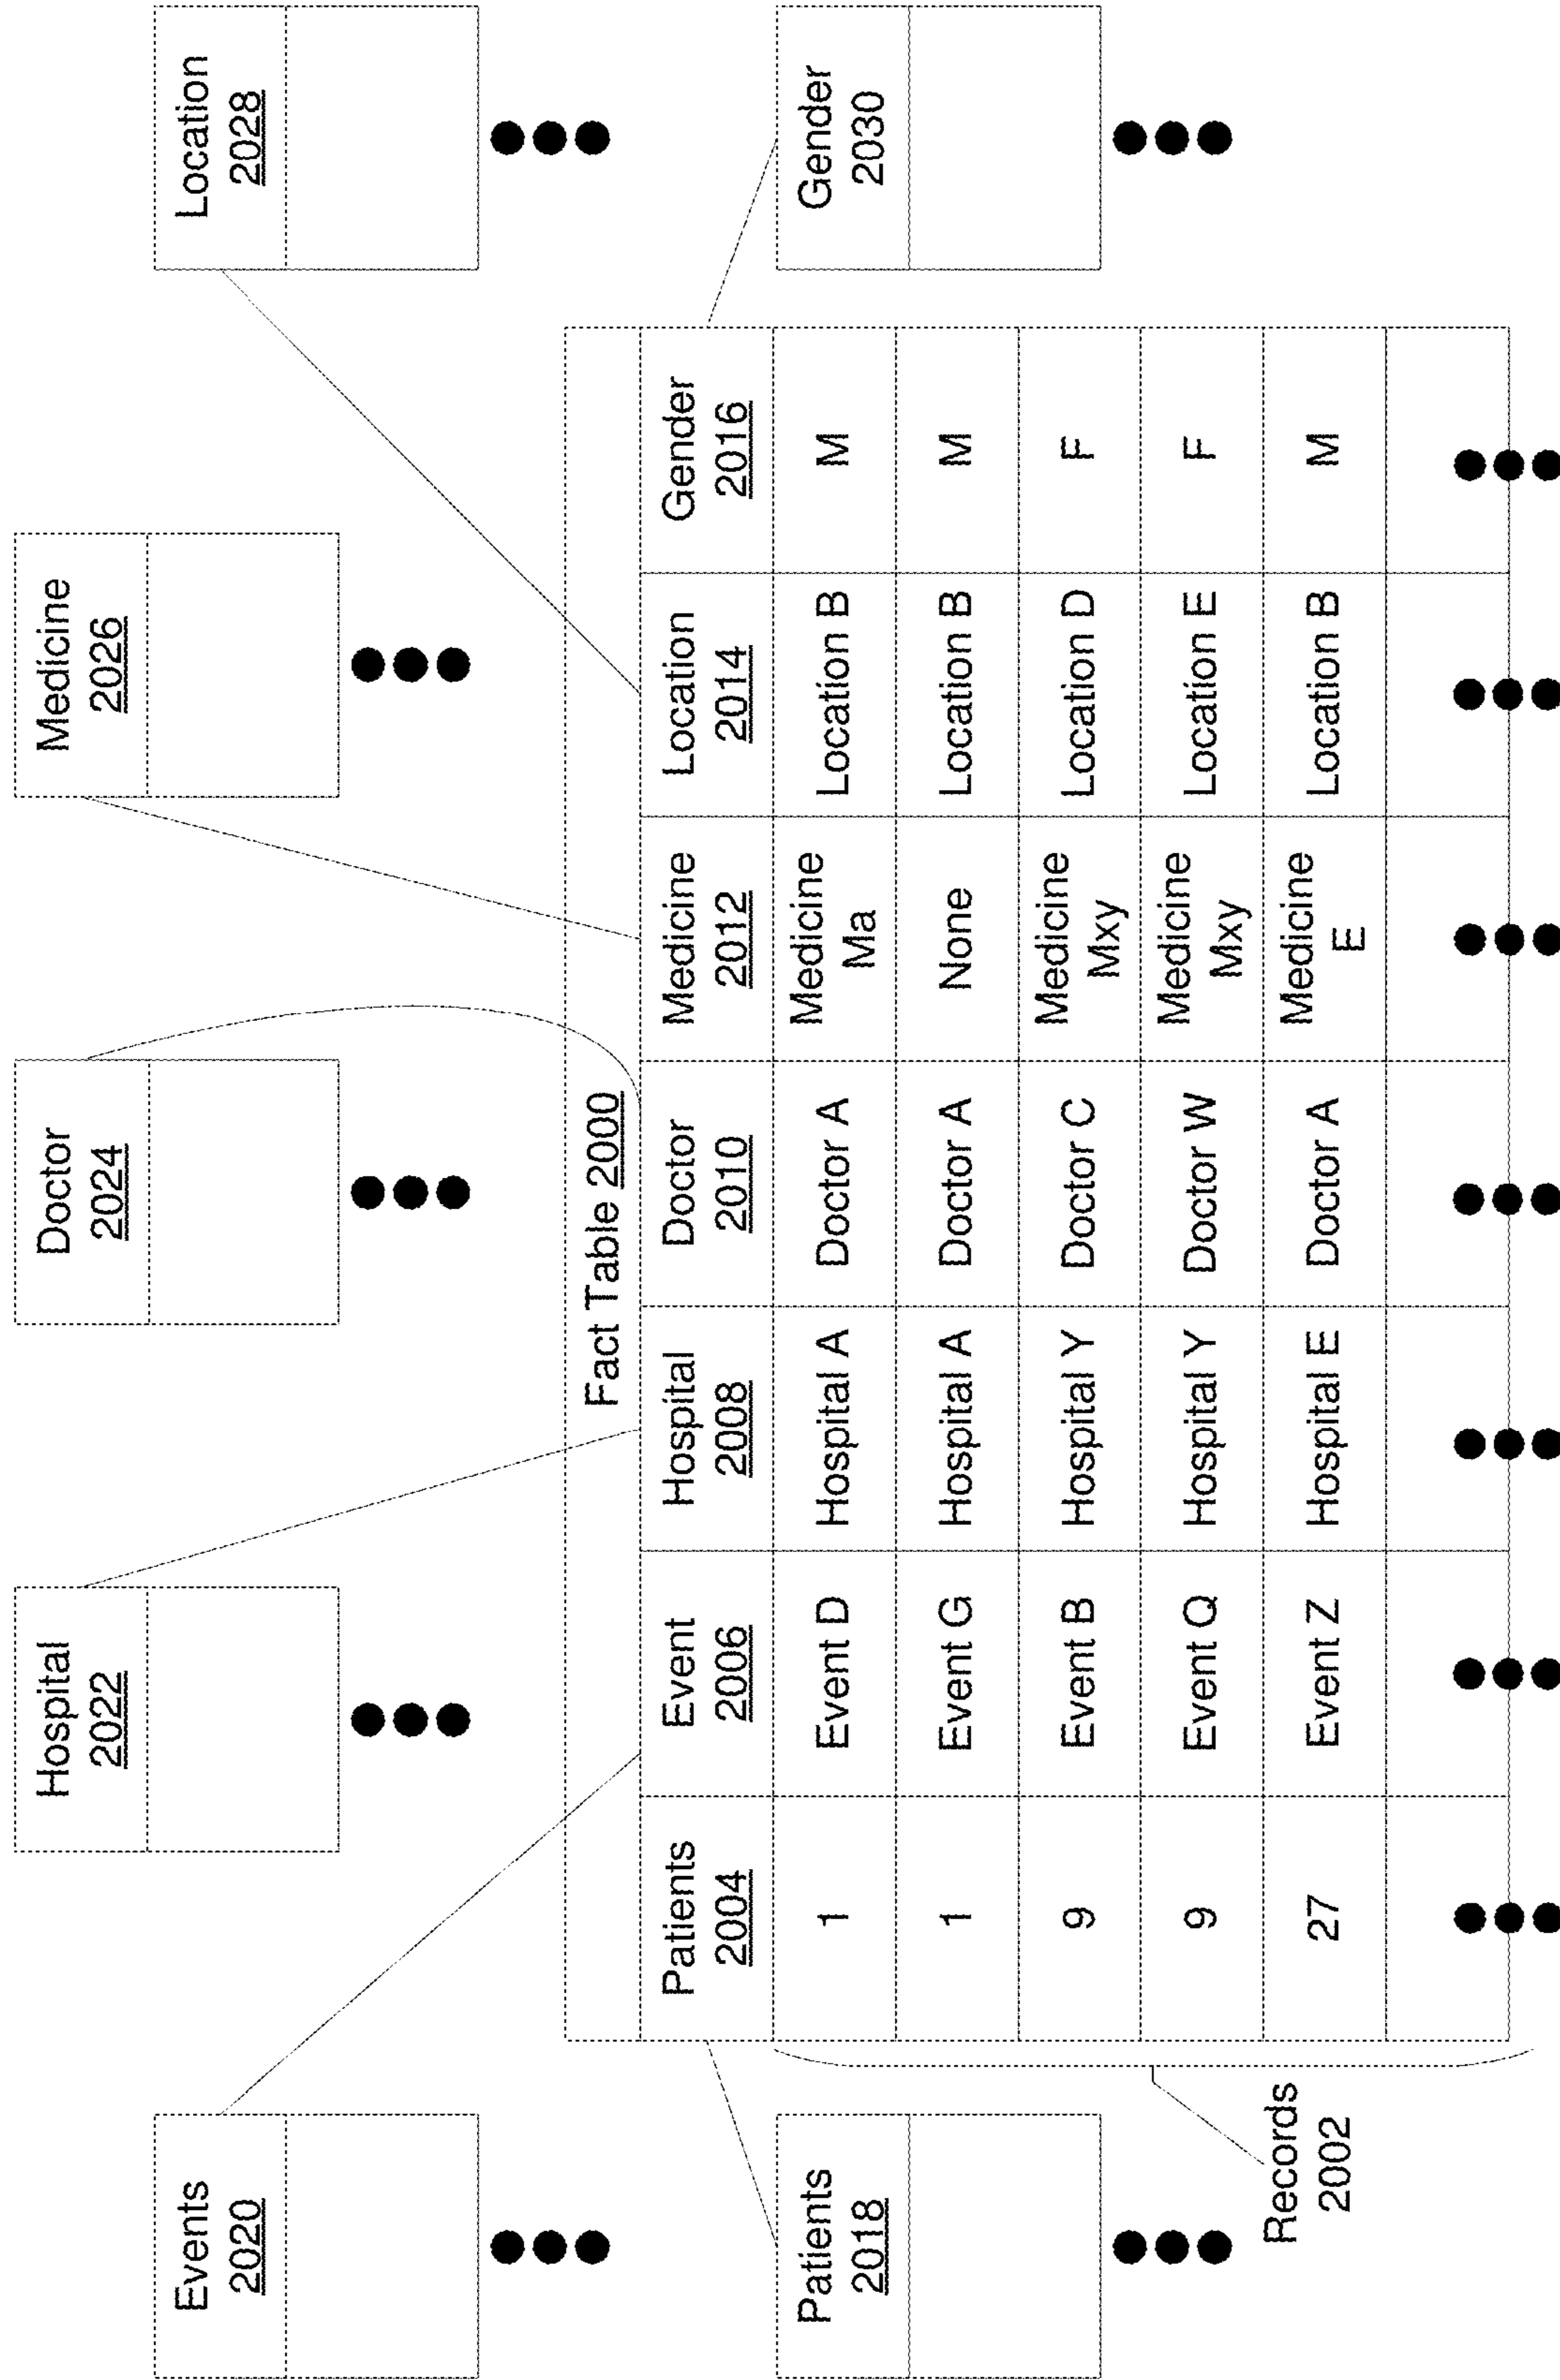 Hospital
2022
Doctor
2024
Medicine
2026
Events
2020
Location
2028
Fact Table 2000
Patients
2004
Event
2006
Hospital
2008
Doctor
2010
Medicine
2012
Location
2014
Gender
2016
1
Event D
Hospital A
Doctor A
Medicine
Ma
Location B
M
1
Event G
Hospital A
Doctor A
None
Location B
M
9
Event B
Hospital Y
Doctor C
Medicine
Mxy
Location D
F
9
Event Q
Hospital Y
Doctor W
Medicine
Mxy
Location E
F
27
Event Z
Hospital E
Doctor A
Medicine
E
Location B
M
Patients
2018
Gender
2030
Records
2002